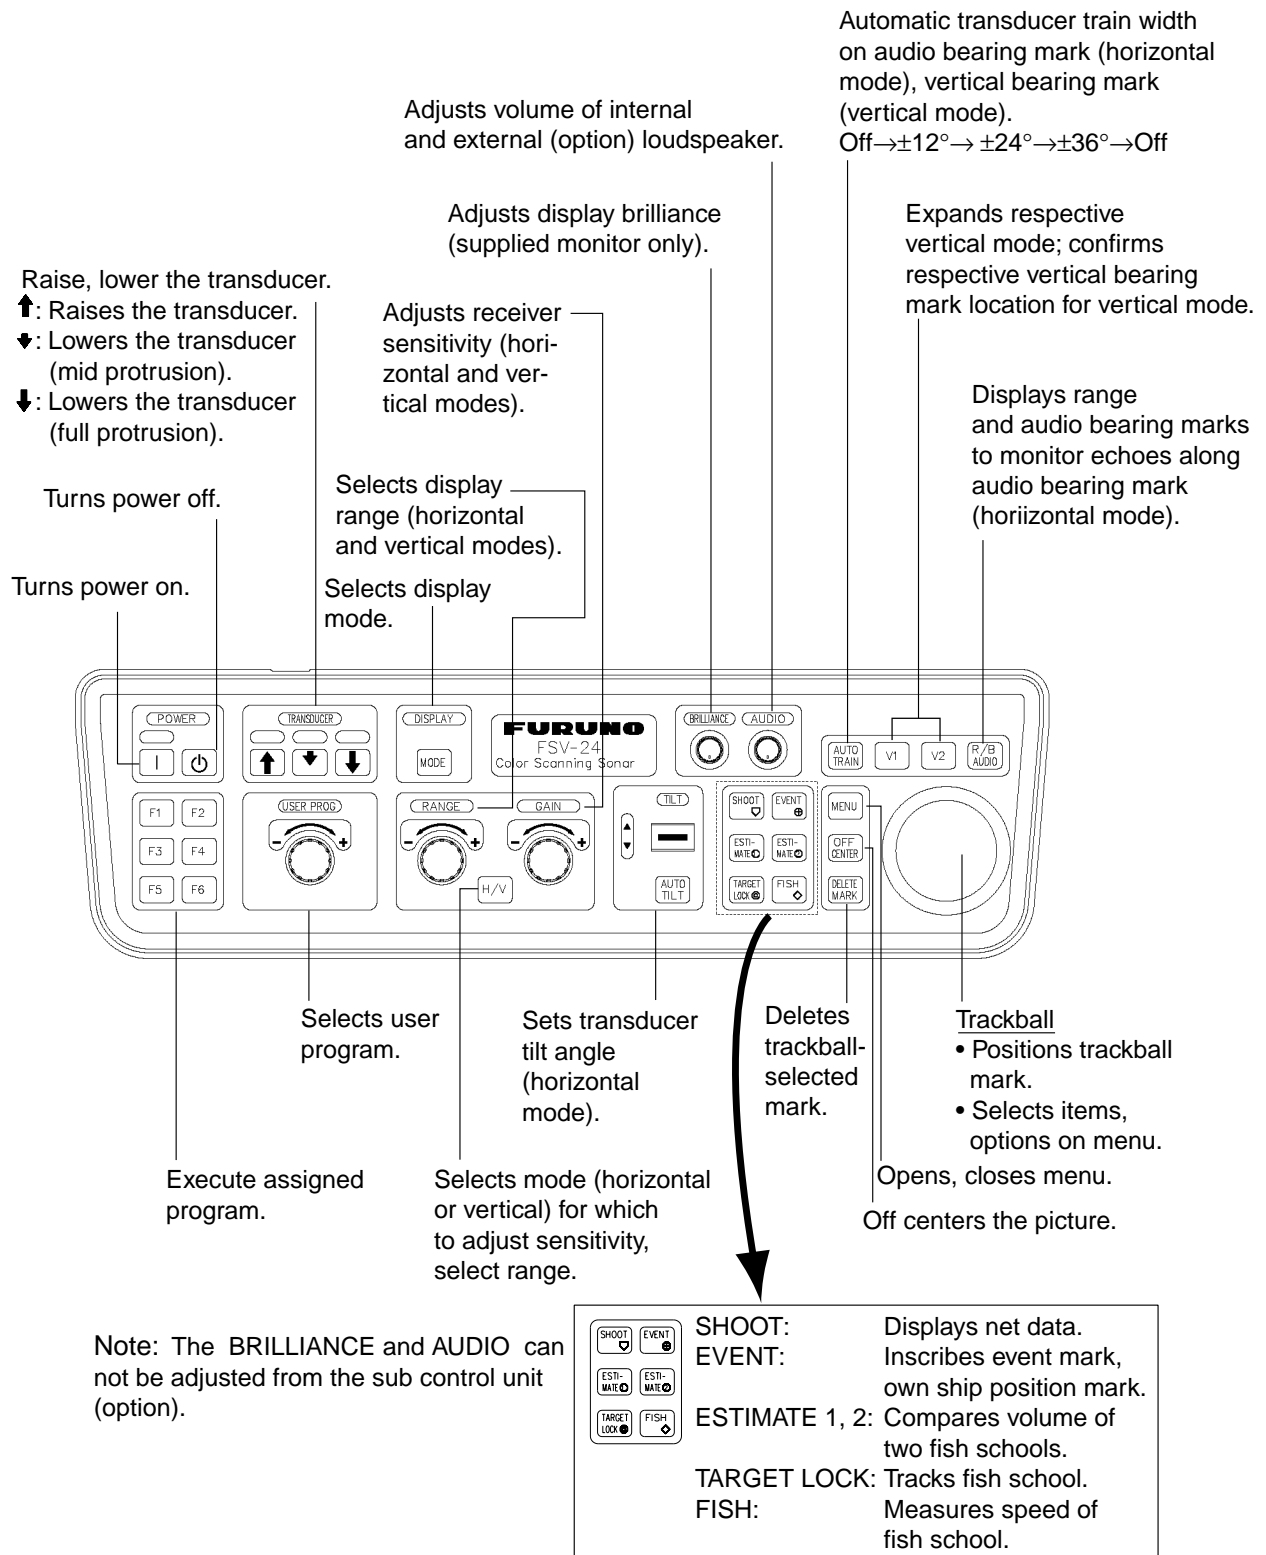 Automatic transducer train width
on audio bearing mark (horizontal
mode), vertical bearing mark
(vertical mode).
Off→±12°→ ±24°→±36°→Off
Adjusts volume of internal
and external (option) loudspeaker.
Adjusts display brilliance
(supplied monitor only).
Expands respective
vertical mode; confirms
respective vertical bearing
mark location for vertical mode.
Raise, lower the transducer.
⬆: Raises the transducer.
⬇: Lowers the transducer
(mid protrusion).
⬇: Lowers the transducer
(full protrusion).
Adjusts receiver
sensitivity (hori-
zontal and ver-
tical modes).
Displays range
and audio bearing marks
to monitor echoes along
audio bearing mark
(horiizontal mode).
Turns power off.
Selects display
range (horizontal
and vertical modes).
Turns power on.
Selects display
mode.
POWER
TRANSDUCER
DISPLAY
MODE
FURUNO
FSV-24
Color Scanning Sonar
BRILLIANCE
AUDIO
AUTO
TRAIN
V1
V2
R/B
AUDIO
F1
F2
F3
F4
F5
F6
USER PROG
- +
RANGE
- +
GAIN
- +
H/V
TILT
AUTO
TILT
SHOOT
EVENT
ESTI-
MATE①
ESTI-
MATE②
TARGET
LOCK
FISH
MENU
OFF
CENTER
DELETE
MARK
Selects user
program.
Sets transducer
tilt angle
(horizontal
mode).
Deletes
trackball-
selected
mark.
Trackball
• Positions trackball
mark.
• Selects items,
options on menu.
Execute assigned
program.
Selects mode (horizontal
or vertical) for which
to adjust sensitivity,
select range.
Opens, closes menu.
Off centers the picture.
Note: The BRILLIANCE and AUDIO can
not be adjusted from the sub control unit
(option).
SHOOT
EVENT
ESTI-
MATE①
ESTI-
MATE②
TARGET
LOCK
FISH
SHOOT: Displays net data.
EVENT: Inscribes event mark,
own ship position mark.
ESTIMATE 1, 2: Compares volume of
two fish schools.
TARGET LOCK: Tracks fish school.
FISH: Measures speed of
fish school.